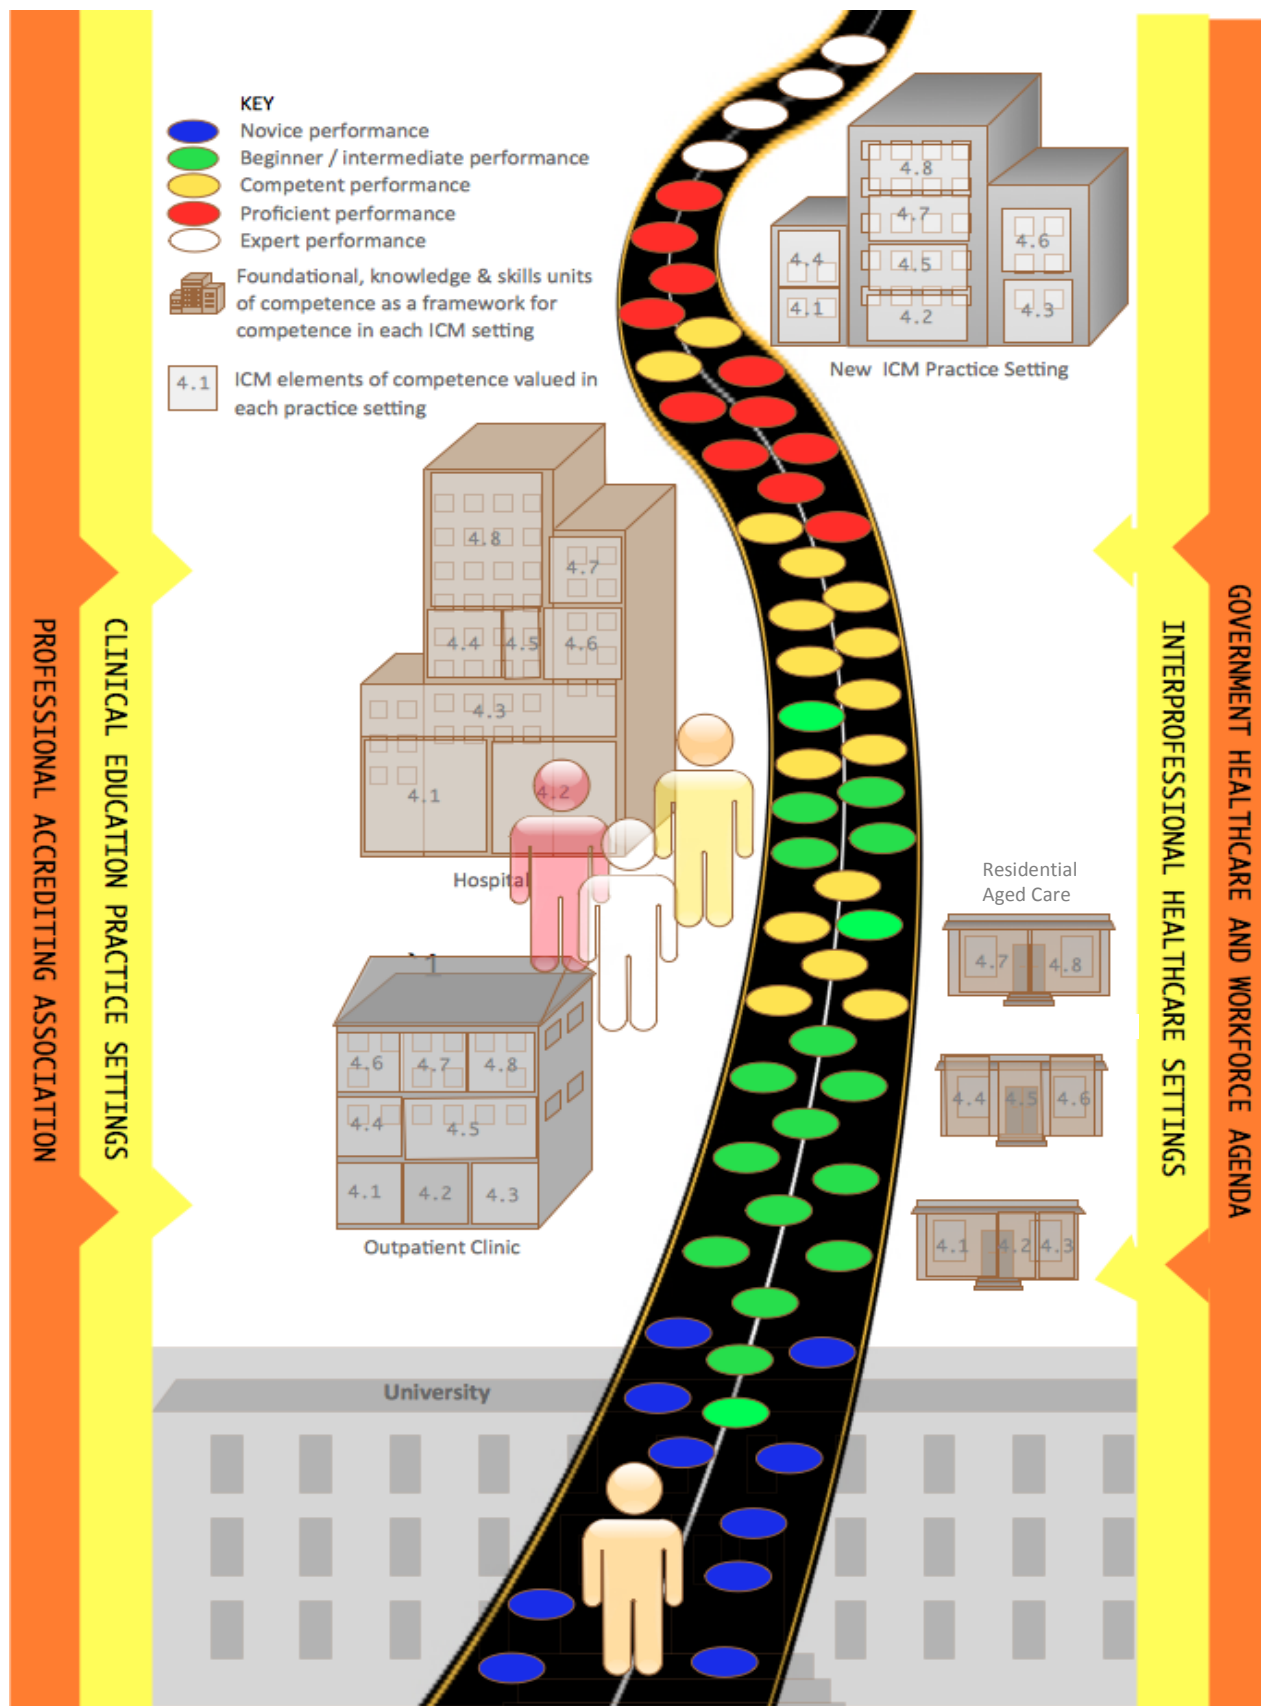 KEY
Novice performance
Beginner / intermediate performance
Competent performance
Proficient performance
Expert performance
Foundational, knowledge & skills units
of competence as a framework for
competence in each ICM setting
4.1
ICM elements of competence valued in
each practice setting
4.8
4.7
4.6
4.4
4.5
4.1
4.2
4.3
New ICM Practice Setting
4.8
4.7
4.4
4.5
4.6
4.3
4.1
4.2
Hospital
`1
4.6
4.7
4.8
4.4
4.5
4.1
4.2
4.3
Outpatient Clinic
Residential
Aged Care
4.7
4.8
4.4
4.5
4.6
4.1
4.2
4.3
University
PROFESSIONAL ACCREDITING ASSOCIATION
CLINICAL EDUCATION PRACTICE SETTINGS
INTERPROFESSIONAL HEALTHCARE SETTINGS
GOVERNMENT HEALTHCARE AND WORKFORCE AGENDA